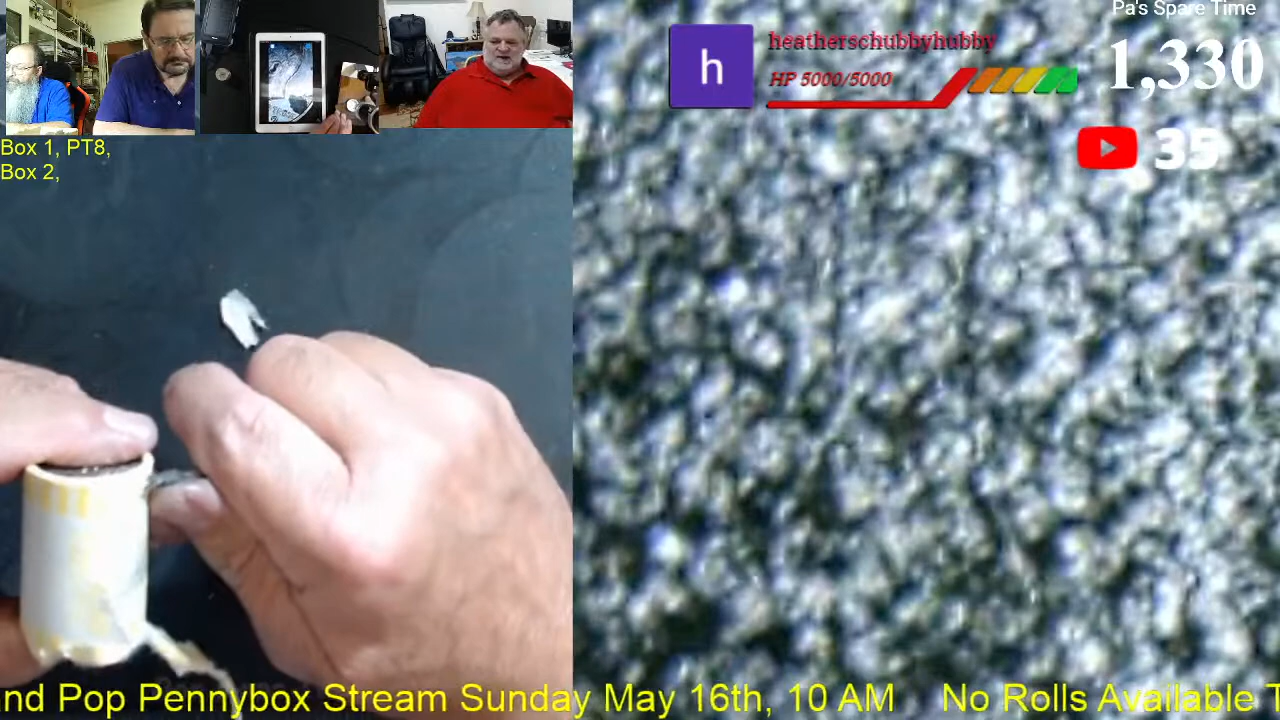 Pa's Spare Time
h
heatherschubbyhubby
1,330
HP 5000/5000
35
Box 1, PT8,
Box 2,
nd Pop Pennybox Stream Sunday May 16th, 10 AM No Rolls Available T